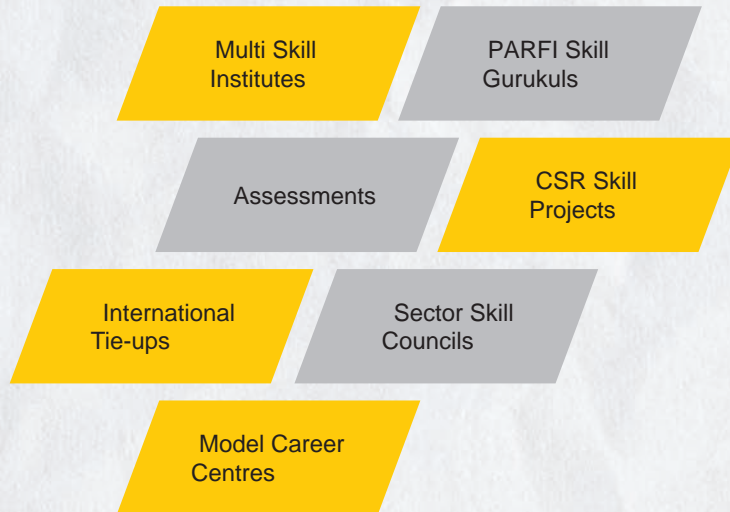 Multi Skill
Institutes
PARFI Skill
Gurukuls
Assessments
CSR Skill
Projects
International
Tie-ups
Sector Skill
Councils
Model Career
Centres